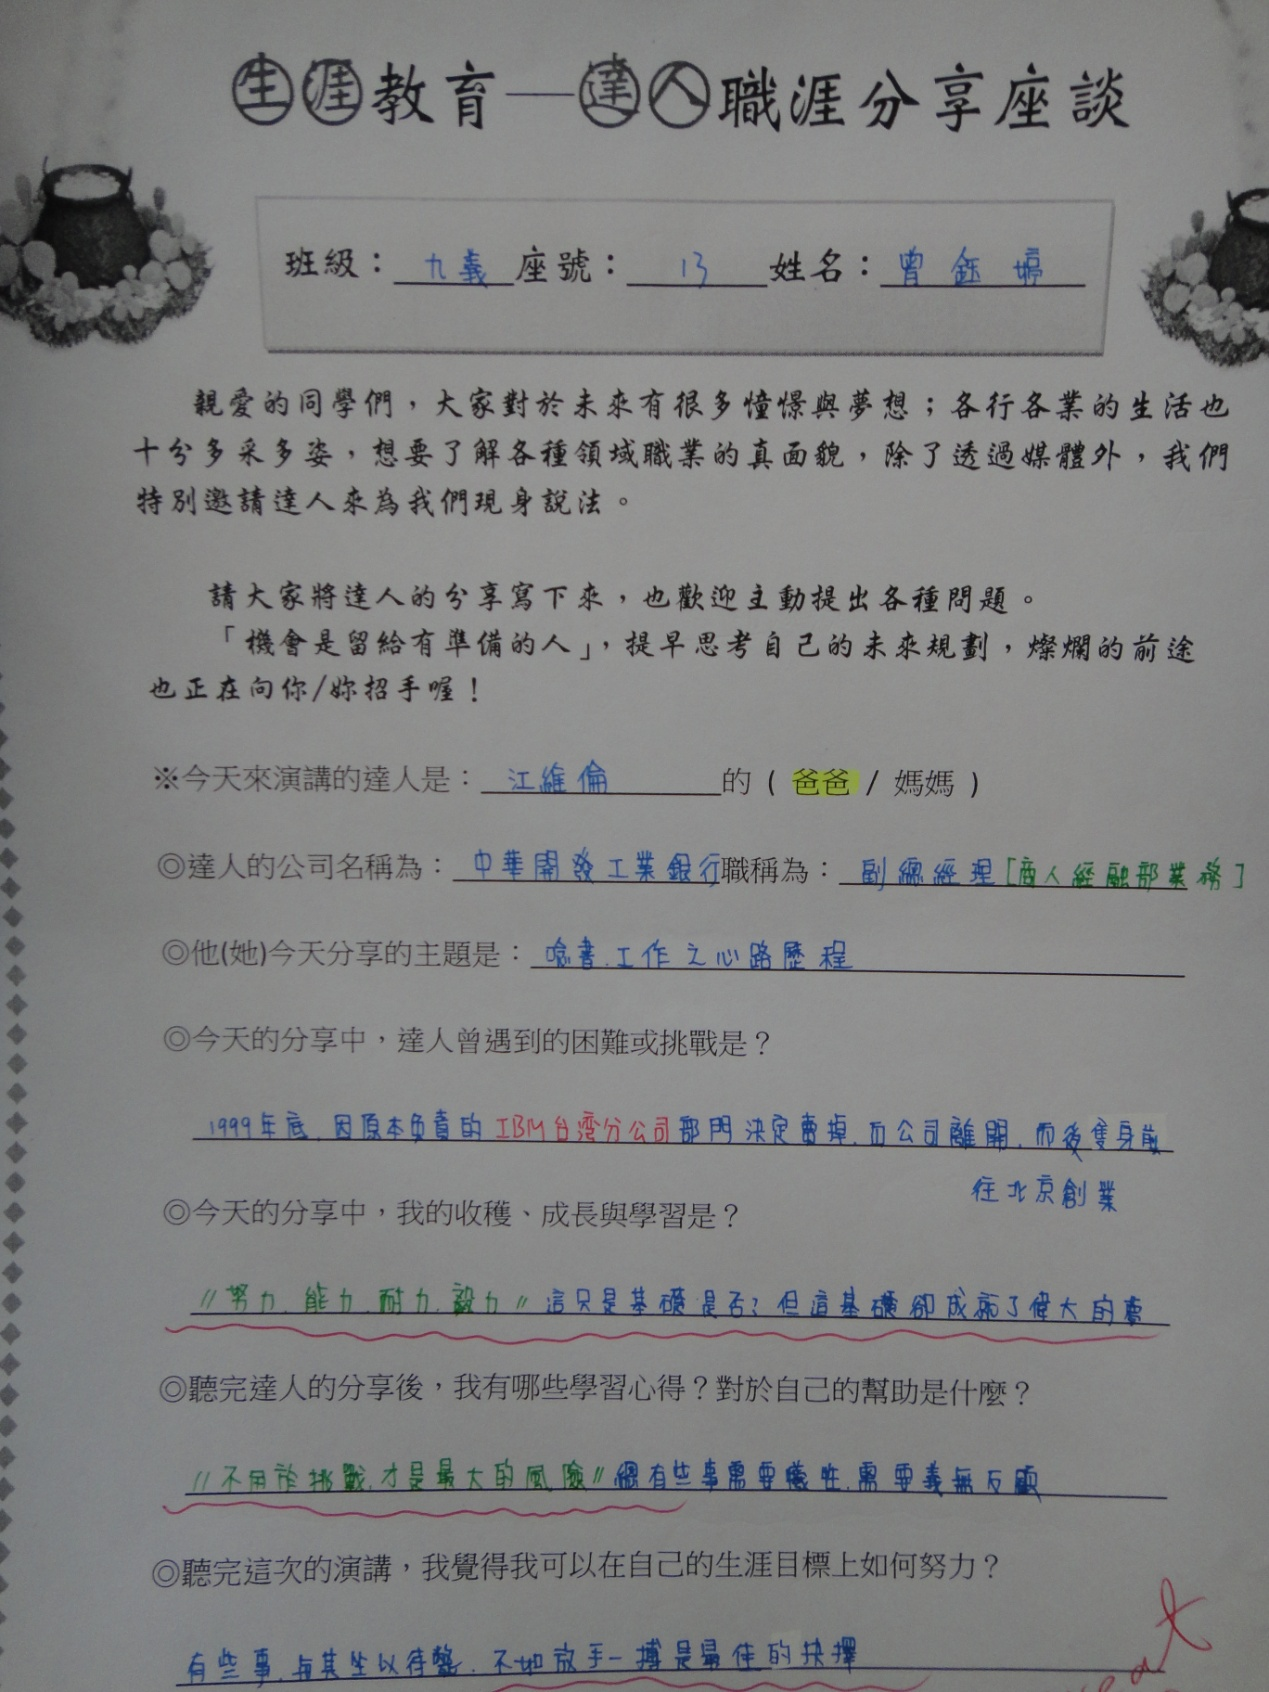 生涯教育──達人職涯分享座談
班級：九義座號：13姓名：曾鈺婷
親愛的同學們，大家對於未來有很多憧憬與夢想；各行各業的生活也
十分多采多姿，想要了解各種領域職業的真面貌，除了透過媒體外，我們
特別邀請達人來為我們現身說法。
請大家將達人的分享寫下來，也歡迎主動提出各種問題。
「機會是留給有準備的人」，提早思考自己的未來規劃，燦爛的前途
也正在向你/妳招手喔！
※今天來演講的達人是：江維倫的（爸爸 / 媽媽）
◎達人的公司名稱為：中華開發工業銀行職稱為：副總經理[商人經融部業務]
◎他(她)今天分享的主題是：唸書.工作之心路歷程
◎今天的分享中，達人曾遇到的困難或挑戰是？
1999年底.因原本負責的IBM台灣分公司部門決定賣掉.而公司離開.而後隻身前
往北京創業
◎今天的分享中，我的收穫、成長與學習是？
〃努力.能力.耐力.毅力〃這只是基礎是否?但這基礎卻成就了偉大的夢
◎聽完達人的分享後，我有哪些學習心得？對於自己的幫助是什麼？
〃不用於挑戰.才是最大的風險〃總有些事需要犧牲.需要義無反顧
◎聽完這次的演講，我覺得我可以在自己的生涯目標上如何努力？
有些事.與其坐以待斃.不如放手一搏是最佳的抉擇